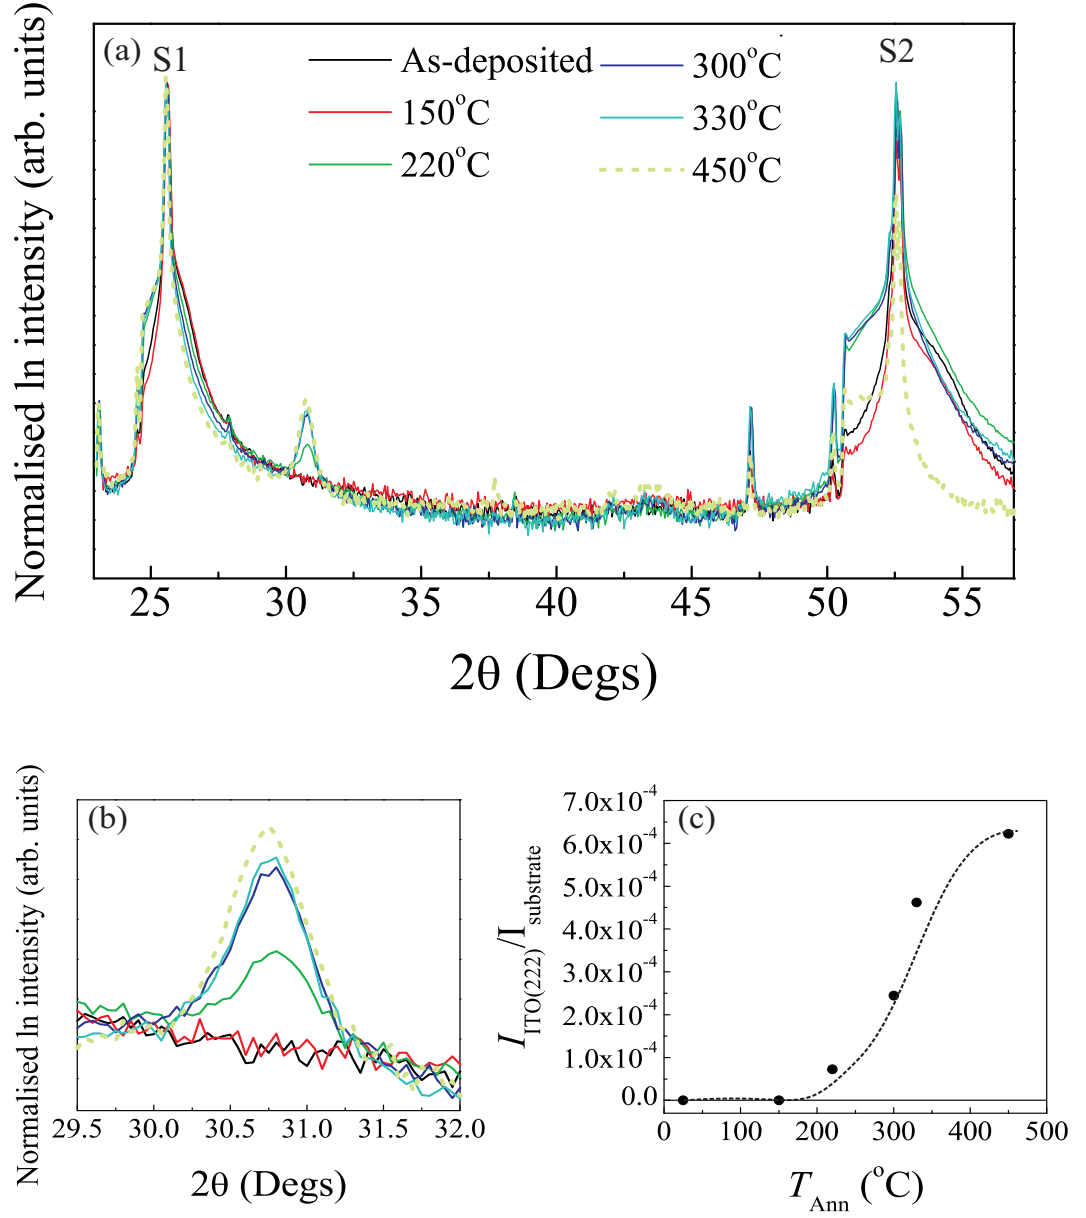 (a)
S1
S2
As-deposited
150°C
220°C
300°C
330°C
450°C
Normalised ln intensity (arb. units)
25 30 35 40 45 50 55
2θ (Degs)
(b)
Normalised ln intensity (arb. units)
29.5 30.0 30.5 31.0 31.5 32.0
2θ (Degs)
(c)
I_ITO(222)/I_substrate
7.0x10⁻⁴
6.0x10⁻⁴
5.0x10⁻⁴
4.0x10⁻⁴
3.0x10⁻⁴
2.0x10⁻⁴
1.0x10⁻⁴
0.0
0 100 200 300 400 500
T_Ann (°C)